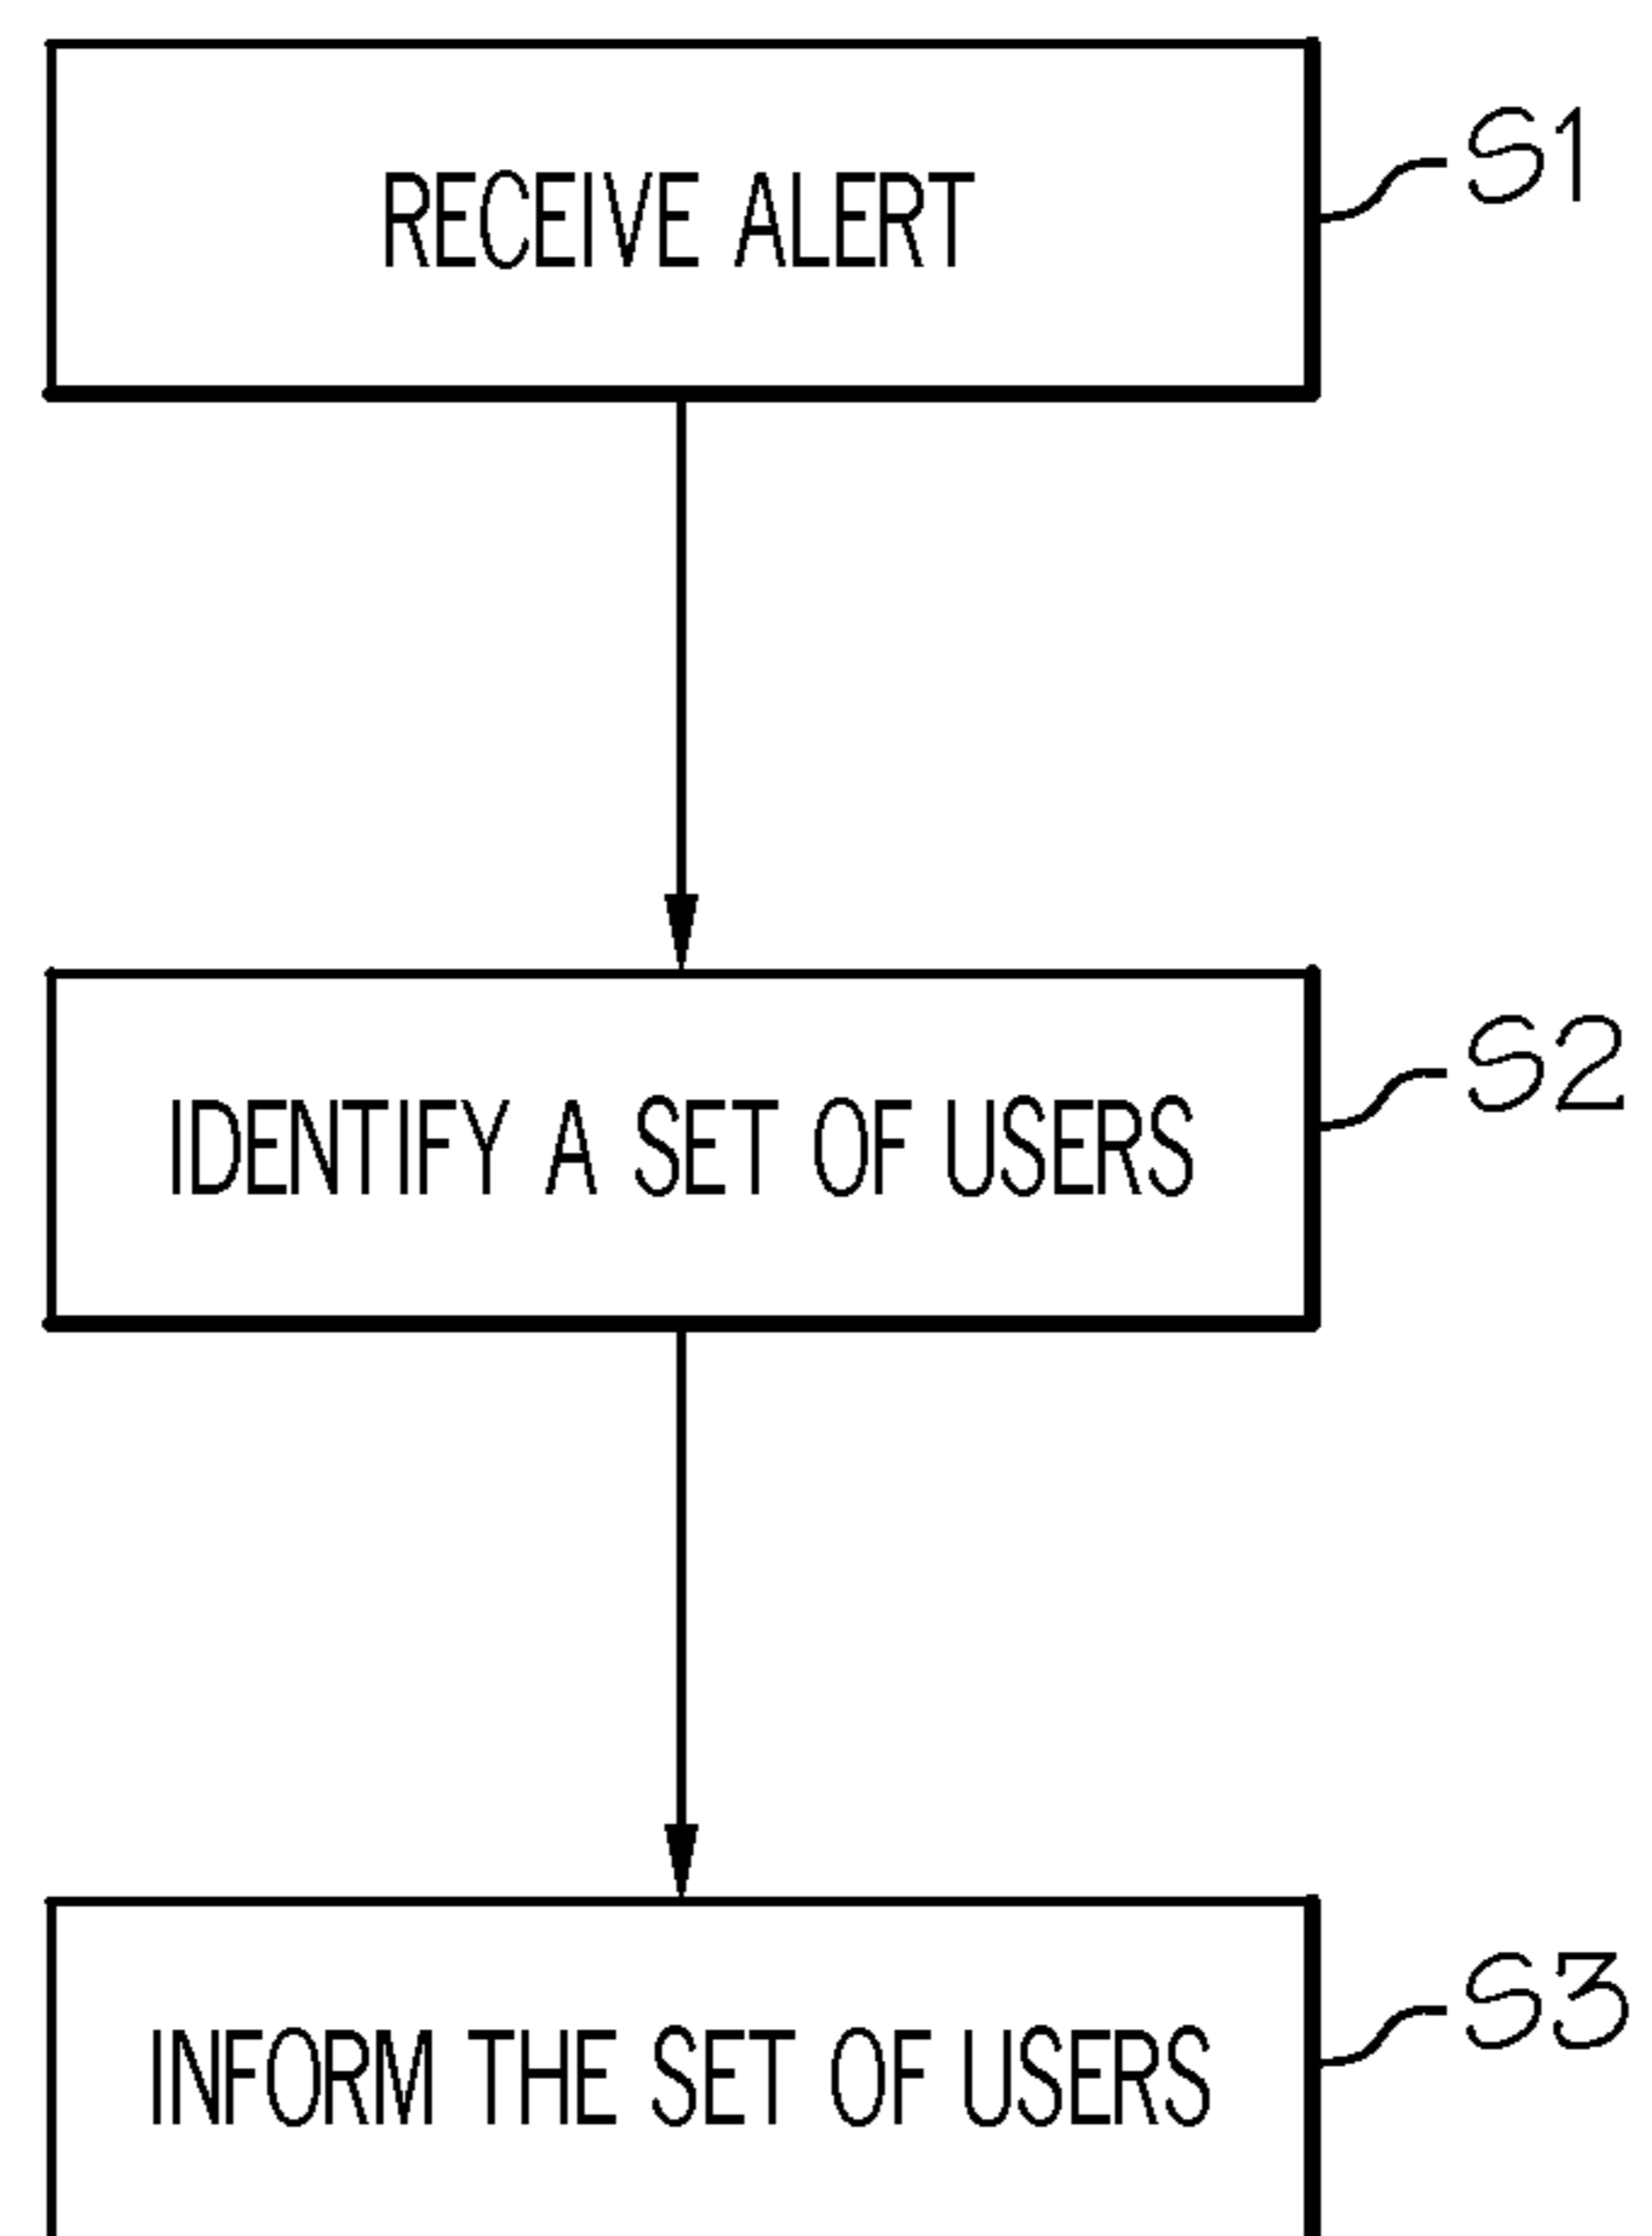 RECEIVE ALERT
S1
IDENTIFY A SET OF USERS
S2
INFORM THE SET OF USERS
S3